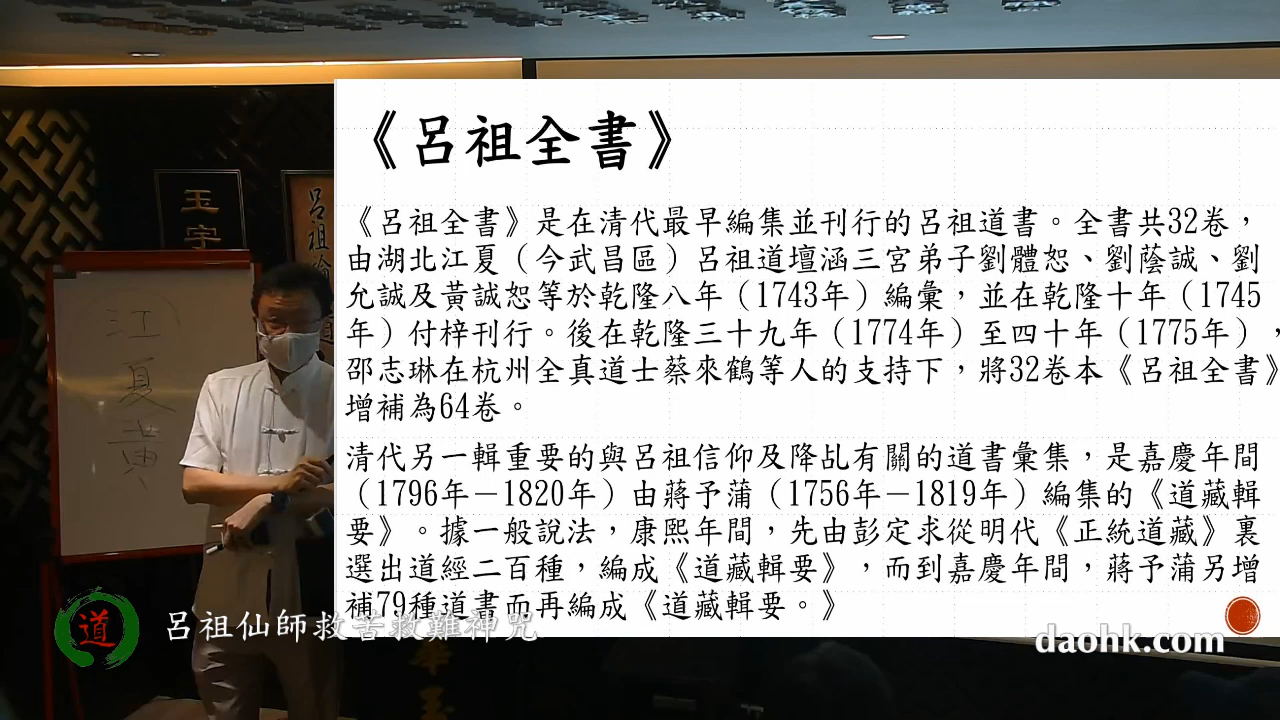 《呂祖全書》
《呂祖全書》是在清代最早編集並刊行的呂祖道書。全書共32卷，
由湖北江夏（今武昌區）呂祖道壇涵三宮弟子劉體恕、劉蔭誠、劉
允誠及黃誠恕等於乾隆八年（1743年）編彙，並在乾隆十年（1745
年）付梓刊行。後在乾隆三十九年（1774年）至四十年（1775年），
邵志琳在杭州全真道士蔡來鶴等人的支持下，將32卷本《呂祖全書》
增補為64卷。
清代另一輯重要的與呂祖信仰及降乩有關的道書彙集，是嘉慶年間
（1796年－1820年）由蔣予蒲（1756年－1819年）編集的《道藏輯
要》。據一般說法，康熙年間，先由彭定求從明代《正統道藏》裏
選出道經二百種，編成《道藏輯要》，而到嘉慶年間，蔣予蒲另增
補79種道書而再編成《道藏輯要。》
玉宇
呂祖
江夏黃
道
呂祖仙師救苦救難神咒
daohk.com